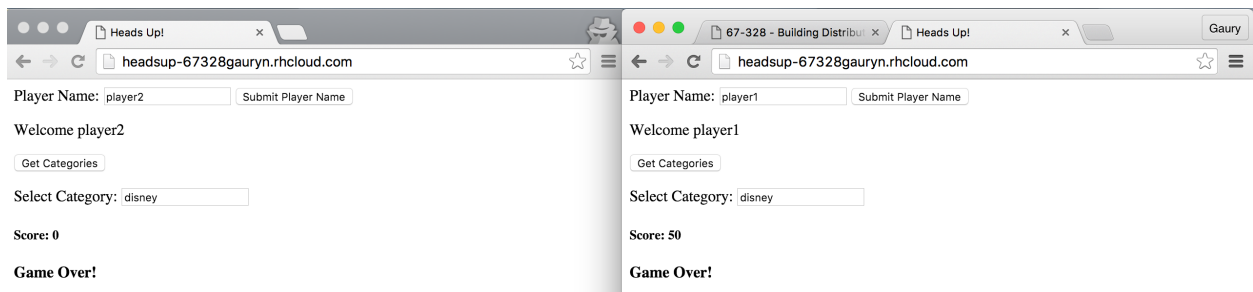 Heads Up!
headsup-67328gauryn.rhcloud.com
Player Name: player2 Submit Player Name
Welcome player2
Get Categories
Select Category: disney
Score: 0
Game Over!
67-328 - Building Distribut
Heads Up!
Gaury
headsup-67328gauryn.rhcloud.com
Player Name: player1 Submit Player Name
Welcome player1
Get Categories
Select Category: disney
Score: 50
Game Over!